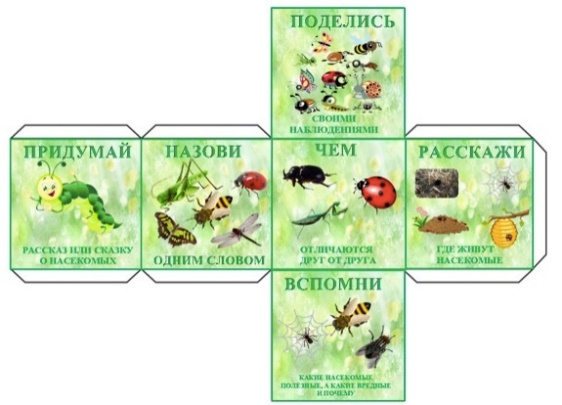 ПОДЕЛИСЬ
СВОИМИ
НАБЛЮДЕНИЯМИ
ПРИДУМАЙ
РАССКАЗ ИЛИ СКАЗКУ
О НАСЕКОМЫХ
НАЗОВИ
ОДНИМ СЛОВОМ
ЧЕМ
ОТЛИЧАЮТСЯ
ДРУГ ОТ ДРУГА
РАССКАЖИ
ГДЕ ЖИВУТ
НАСЕКОМЫЕ
ВСПОМНИ
КАКИЕ НАСЕКОМЫЕ
ПОЛЕЗНЫЕ, А КАКИЕ ВРЕДНЫЕ
И ПОЧЕМУ